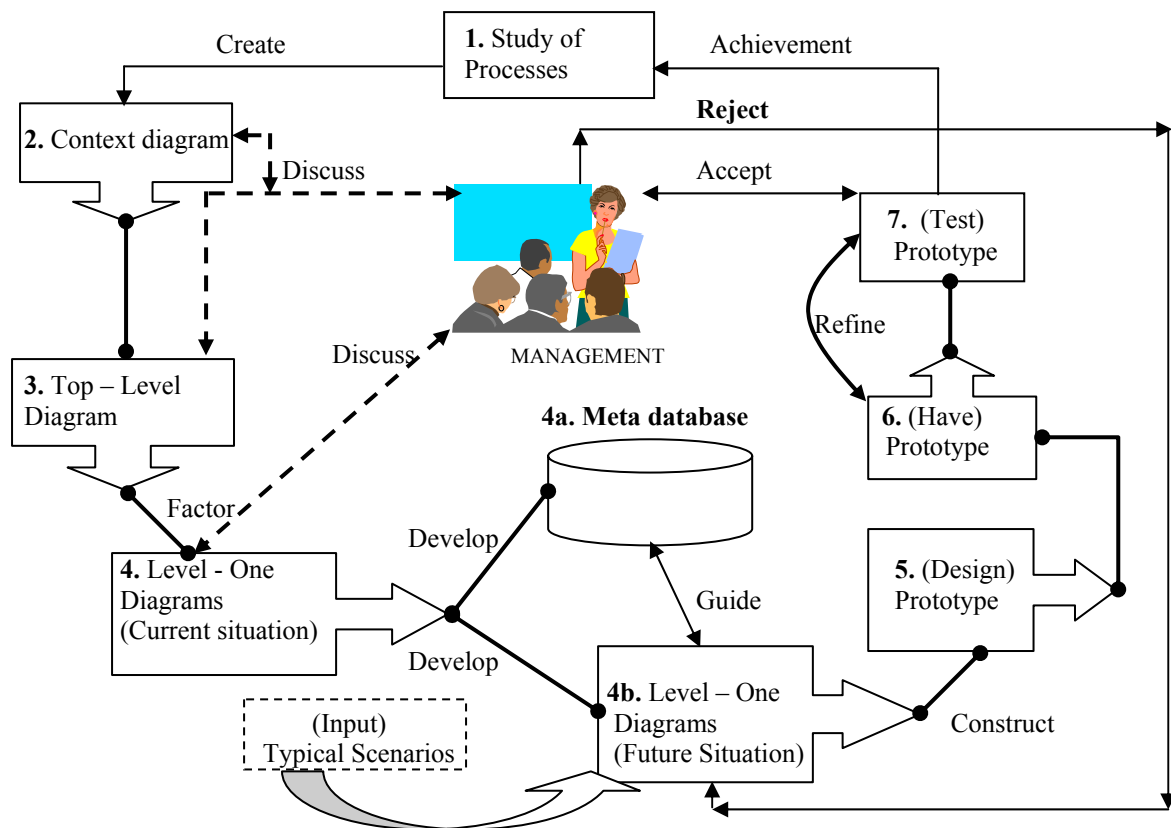 Create
1. Study of
Processes
Achievement
Reject
2. Context diagram
Discuss
Accept
7. (Test)
Prototype
Refine
MANAGEMENT
Discuss
3. Top – Level
Diagram
4a. Meta database
6. (Have)
Prototype
Factor
Develop
4. Level - One
Diagrams
(Current situation)
5. (Design)
Prototype
Guide
Develop
4b. Level – One
Diagrams
(Future Situation)
Construct
(Input)
Typical Scenarios